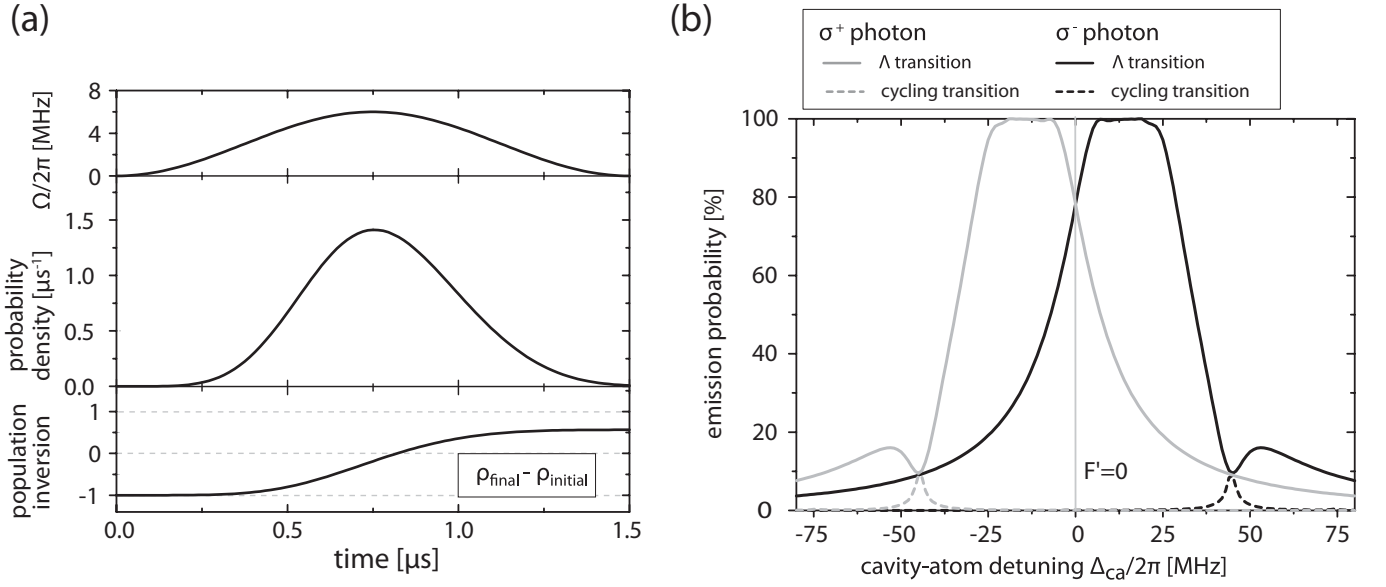 (a)
8
4
0
Ω/2π [MHz]
1.5
1.0
0.5
0.0
probability
density [μs⁻¹]
1
0
-1
population
inversion
ρfinal- ρinitial
0.0 0.5 1.0 1.5
time [μs]
(b)
σ⁺ photon σ⁻ photon
Λ transition Λ transition
cycling transition cycling transition
100
80
60
40
20
0
emission probability [%]
F'=0
-75 -50 -25 0 25 50 75
cavity-atom detuning Δca/2π [MHz]